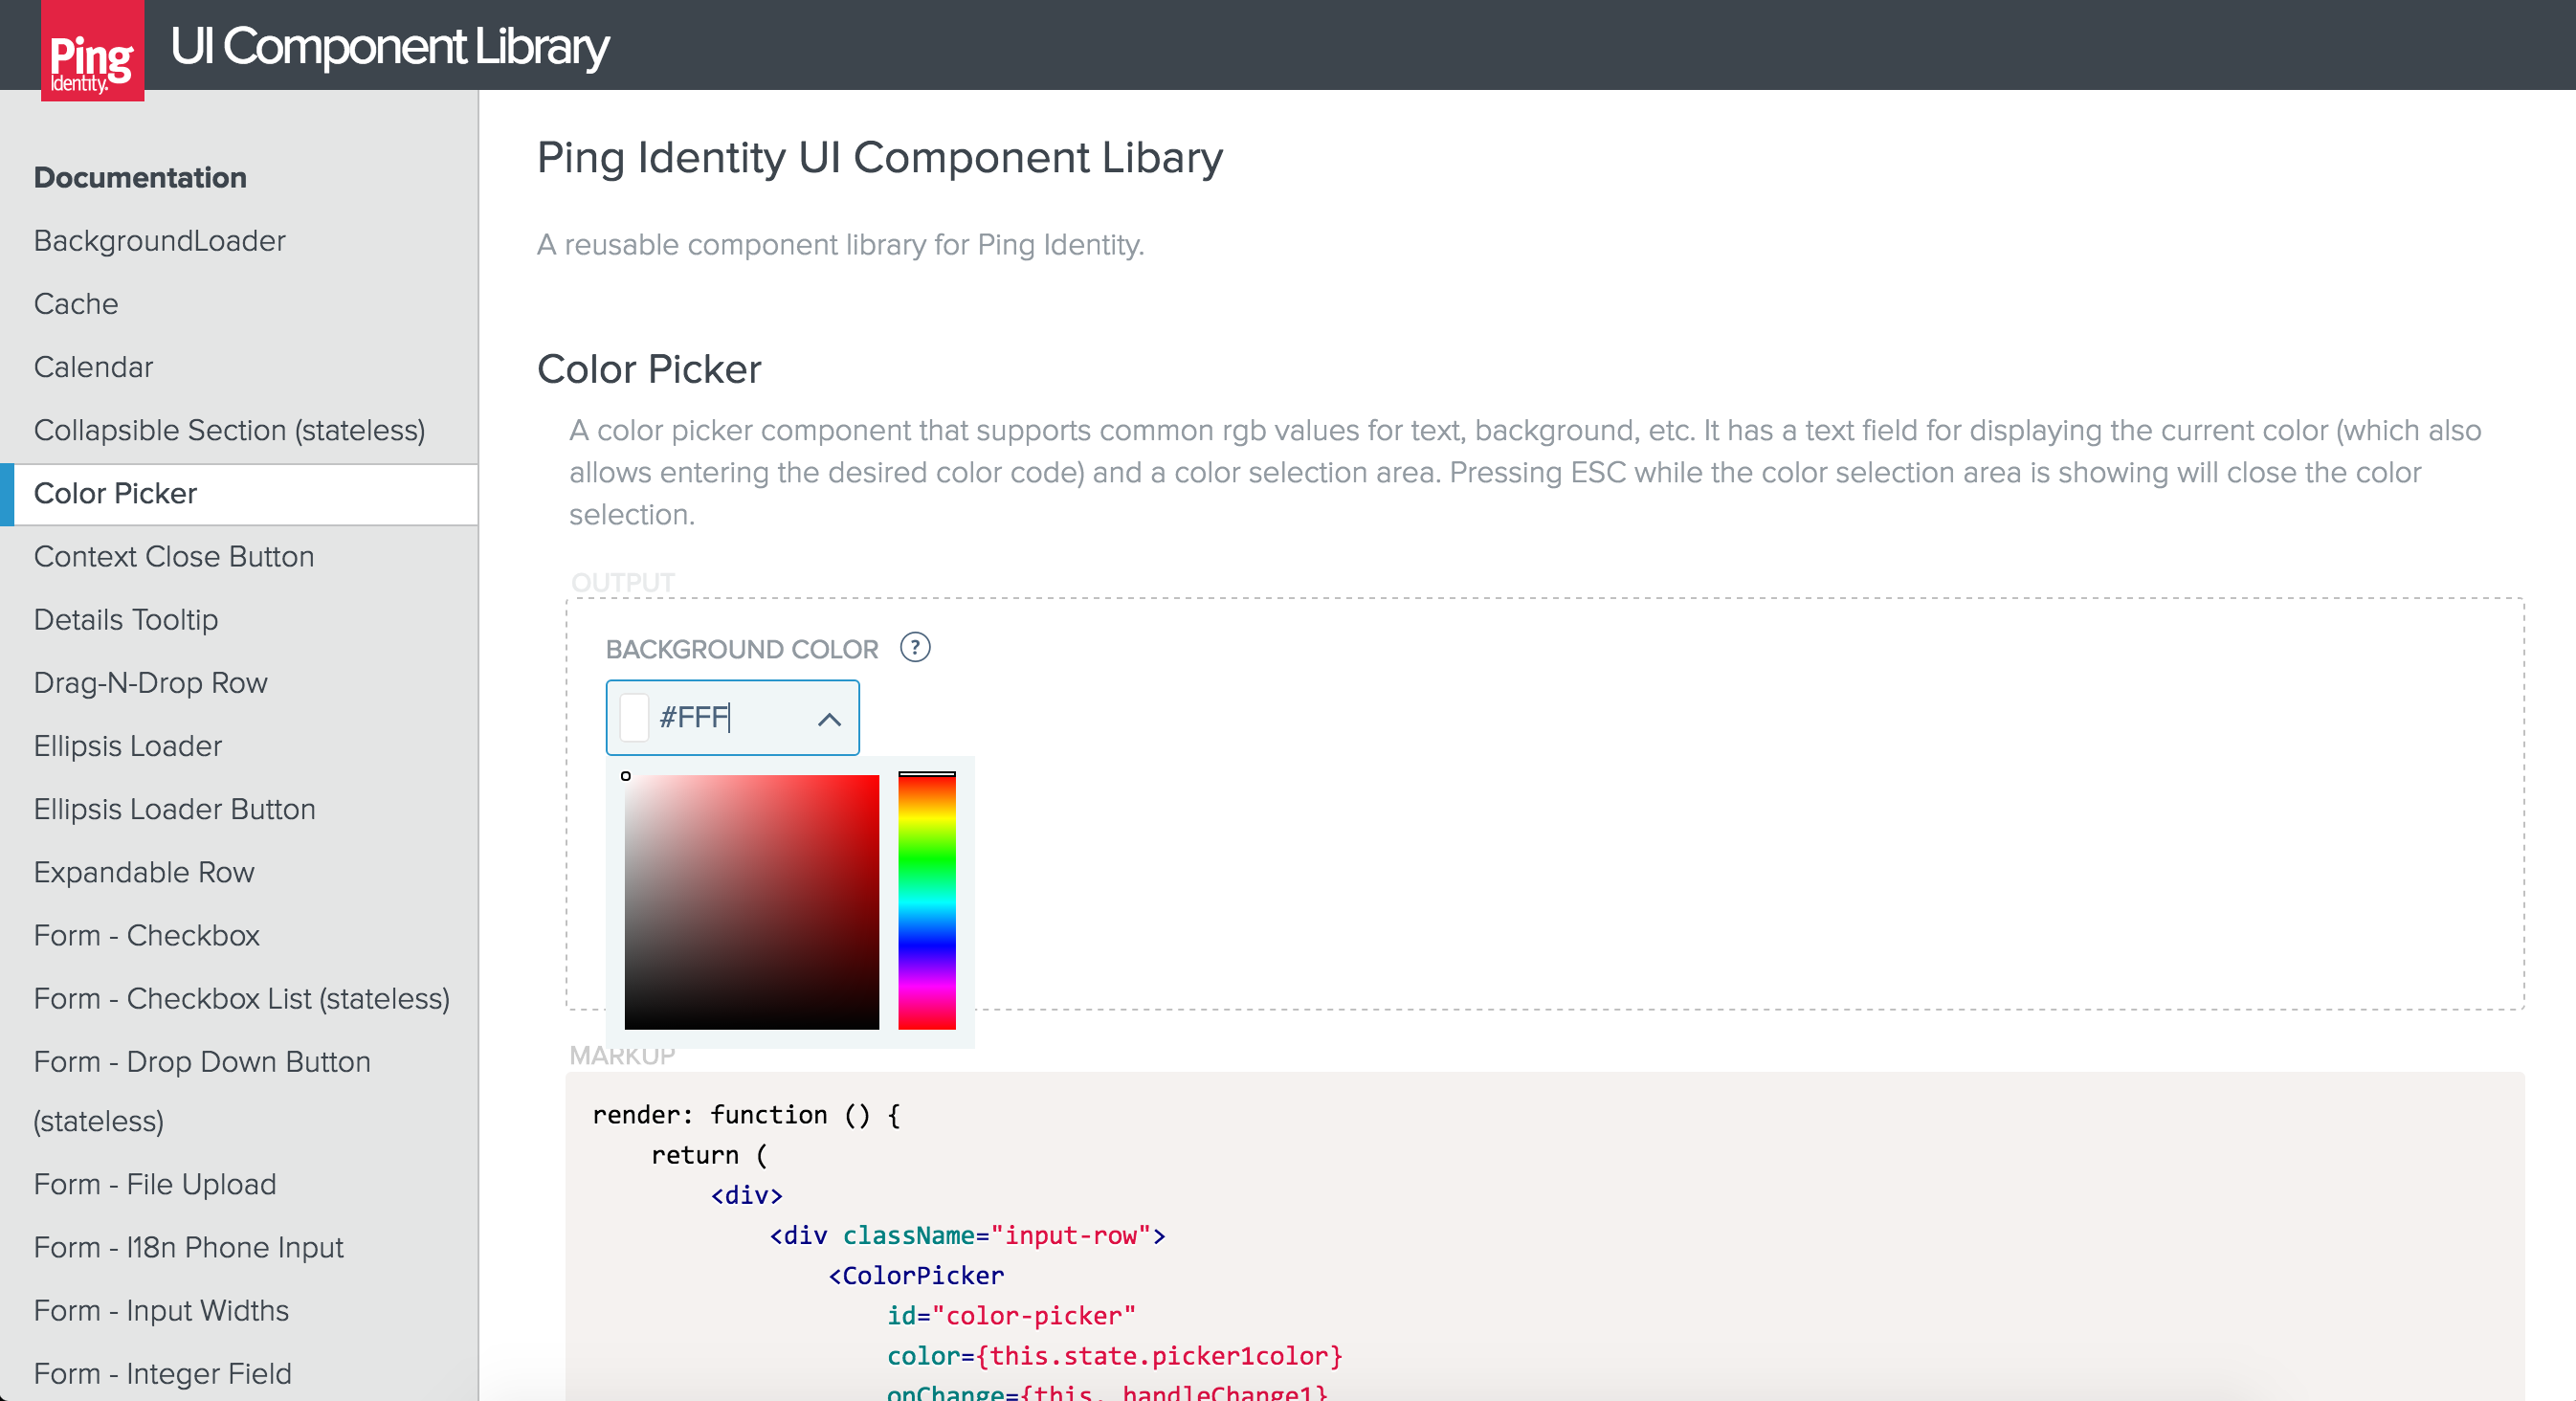 Ping
Identity.
UI Component Library
Documentation
BackgroundLoader
Cache
Calendar
Collapsible Section (stateless)
Color Picker
Context Close Button
Details Tooltip
Drag-N-Drop Row
Ellipsis Loader
Ellipsis Loader Button
Expandable Row
Form - Checkbox
Form - Checkbox List (stateless)
Form - Drop Down Button
(stateless)
Form - File Upload
Form - I18n Phone Input
Form - Input Widths
Form - Integer Field
Ping Identity UI Component Libary
A reusable component library for Ping Identity.
Color Picker
A color picker component that supports common rgb values for text, background, etc. It has a text field for displaying the current color (which also
allows entering the desired color code) and a color selection area. Pressing ESC while the color selection area is showing will close the color
selection.
OUTPUT
BACKGROUND COLOR ?
#FFF
MARKUP
render: function () {
return (
<div>
<div className="input-row">
<ColorPicker
id="color-picker"
color={this.state.picker1color}
onChange={this._handleChange1}